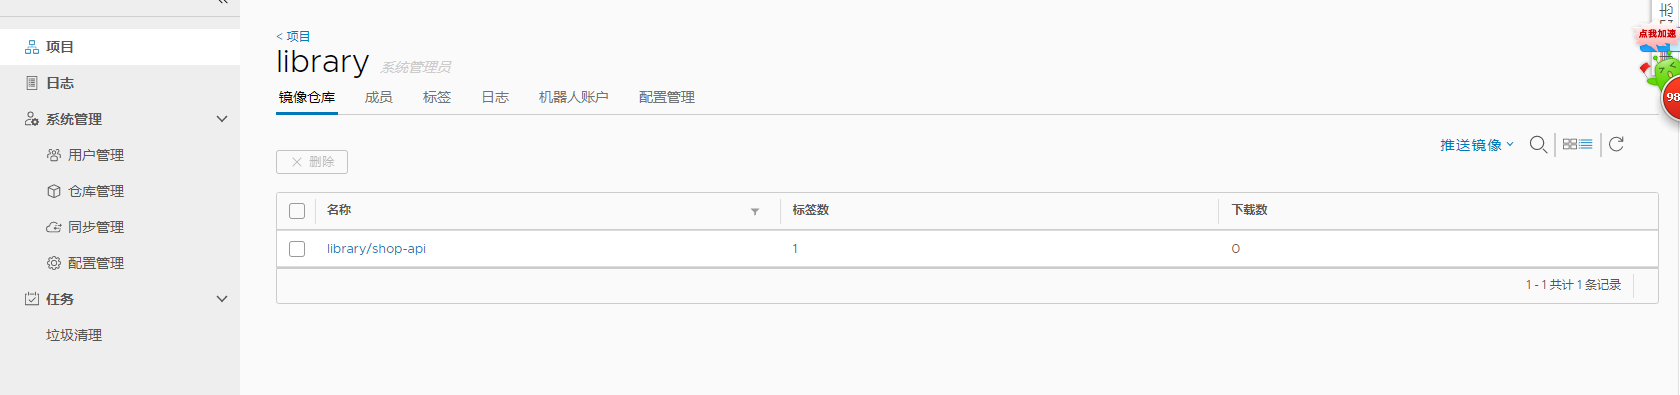 项目
日志
系统管理
用户管理
仓库管理
同步管理
配置管理
任务
垃圾清理
< 项目
library 系统管理员
镜像仓库 成员 标签 日志 机器人账户 配置管理
推送镜像
× 删除
名称 标签数 下载数
library/shop-api 1 0
1 - 1 共计 1 条记录
点我加速
98